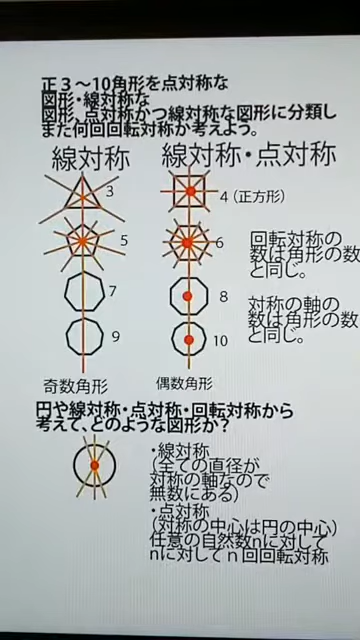 正３～10角形を点対称な
図形・線対称な
図形、点対称かつ線対称な図形に分類し
また何回回転対称か考えよう。
線対称
3
5
7
9
奇数角形
線対称・点対称
4（正方形）
6
8
10
偶数角形
回転対称の
数は角形の数
と同じ。
対称の軸の
数は角形の数
と同じ。
円や線対称・点対称・回転対称から
考えて、どのような図形か？
・線対称
（全ての直径が
対称の軸なので
無数にある）
・点対称
（対称の中心は円の中心）
任意の自然数nに対して
nに対してｎ回回転対称